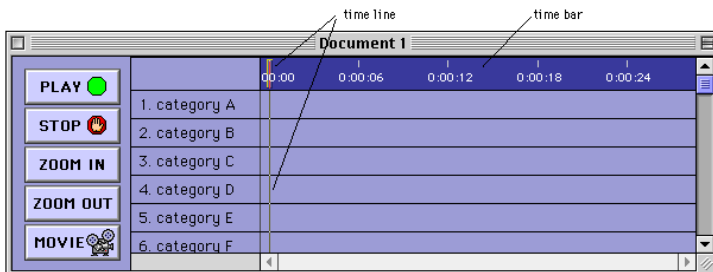 time line
time bar
Document 1
00:00 0:00:06 0:00:12 0:00:18 0:00:24
PLAY
1. category A
STOP
2. category B
ZOOM IN
3. category C
4. category D
ZOOM OUT
5. category E
MOVIE
6. category F